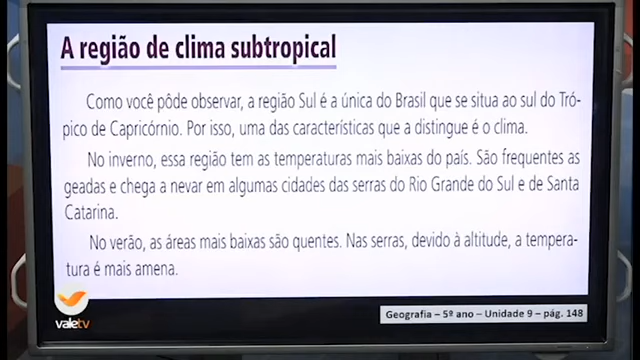 A região de clima subtropical
Como você pôde observar, a região Sul é a única do Brasil que se situa ao sul do Tró-
pico de Capricórnio. Por isso, uma das características que a distingue é o clima.
No inverno, essa região tem as temperaturas mais baixas do país. São frequentes as
geadas e chega a nevar em algumas cidades das serras do Rio Grande do Sul e de Santa
Catarina.
No verão, as áreas mais baixas são quentes. Nas serras, devido à altitude, a tempera-
tura é mais amena.
Geografia – 5º ano – Unidade 9 – pág. 148
valetv